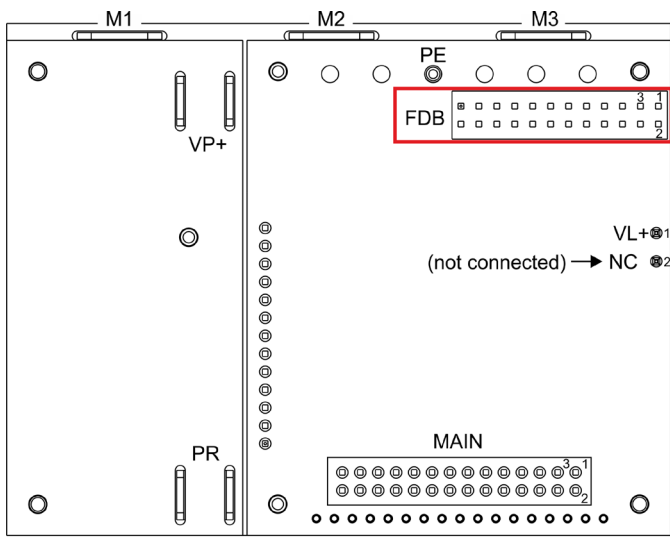 M1 M2 M3
PE
3 1
FDB
2
VP+
VL+ 1
(not connected) NC 2
MAIN
PR
3 1
2